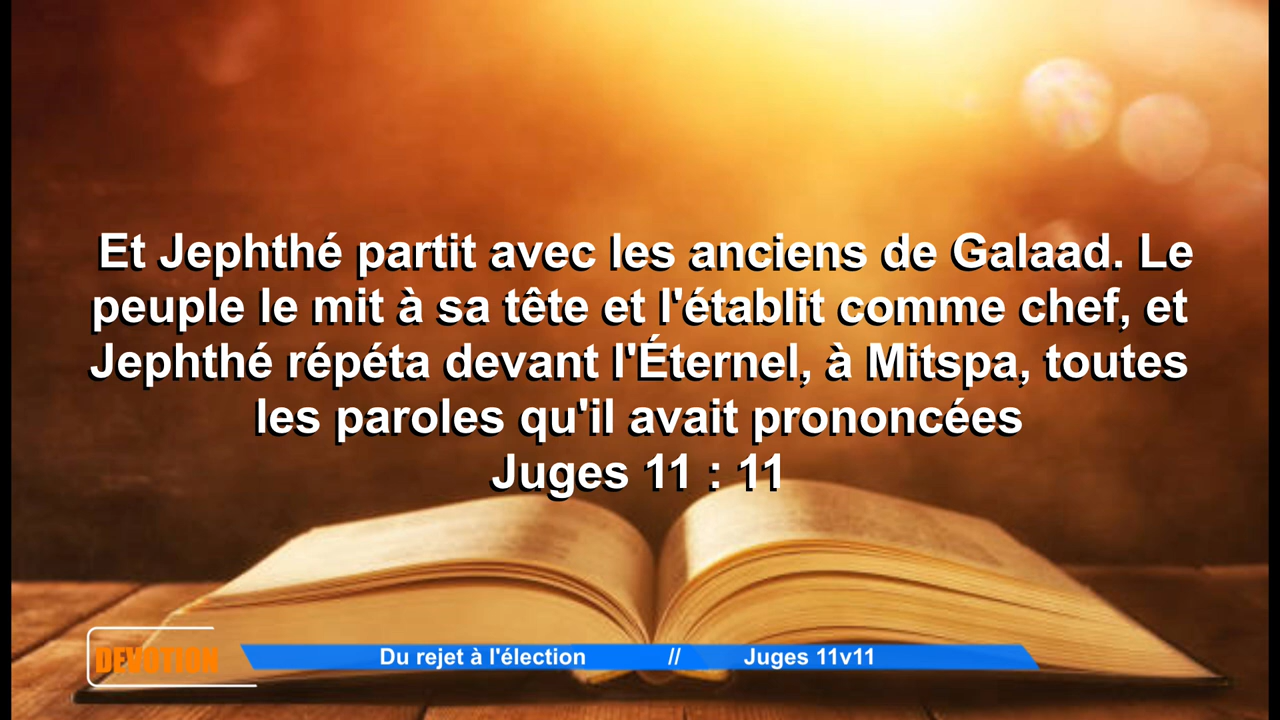 Et Jephthé partit avec les anciens de Galaad. Le
peuple le mit à sa tête et l'établit comme chef, et
Jephthé répéta devant l'Éternel, à Mitspa, toutes
les paroles qu'il avait prononcées
Juges 11 : 11
DEVOTION
Du rejet à l'élection // Juges 11v11